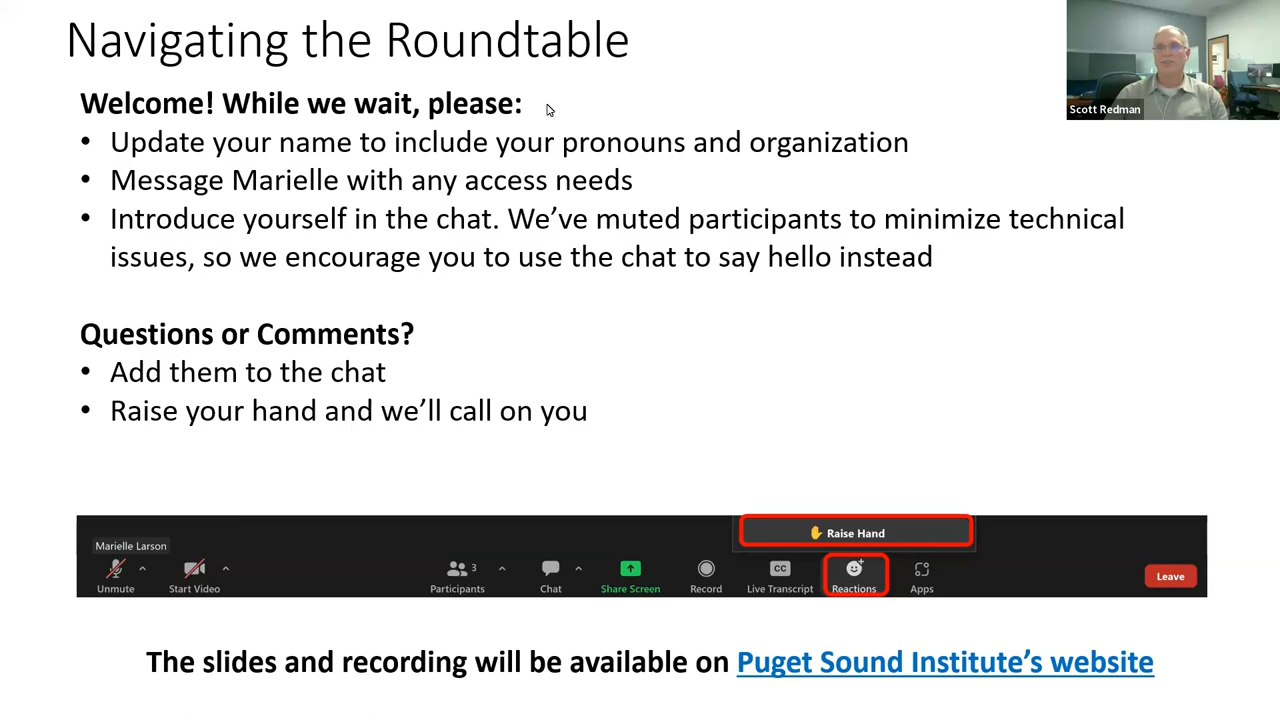 Navigating the Roundtable
Scott Redman
Welcome! While we wait, please:
• Update your name to include your pronouns and organization
• Message Marielle with any access needs
• Introduce yourself in the chat. We’ve muted participants to minimize technical
issues, so we encourage you to use the chat to say hello instead
Questions or Comments?
• Add them to the chat
• Raise your hand and we’ll call on you
Raise Hand
Marielle Larson
3
CC
Unmute Start Video Participants Chat Share Screen Record Live Transcript Reactions Apps Leave
The slides and recording will be available on Puget Sound Institute’s website